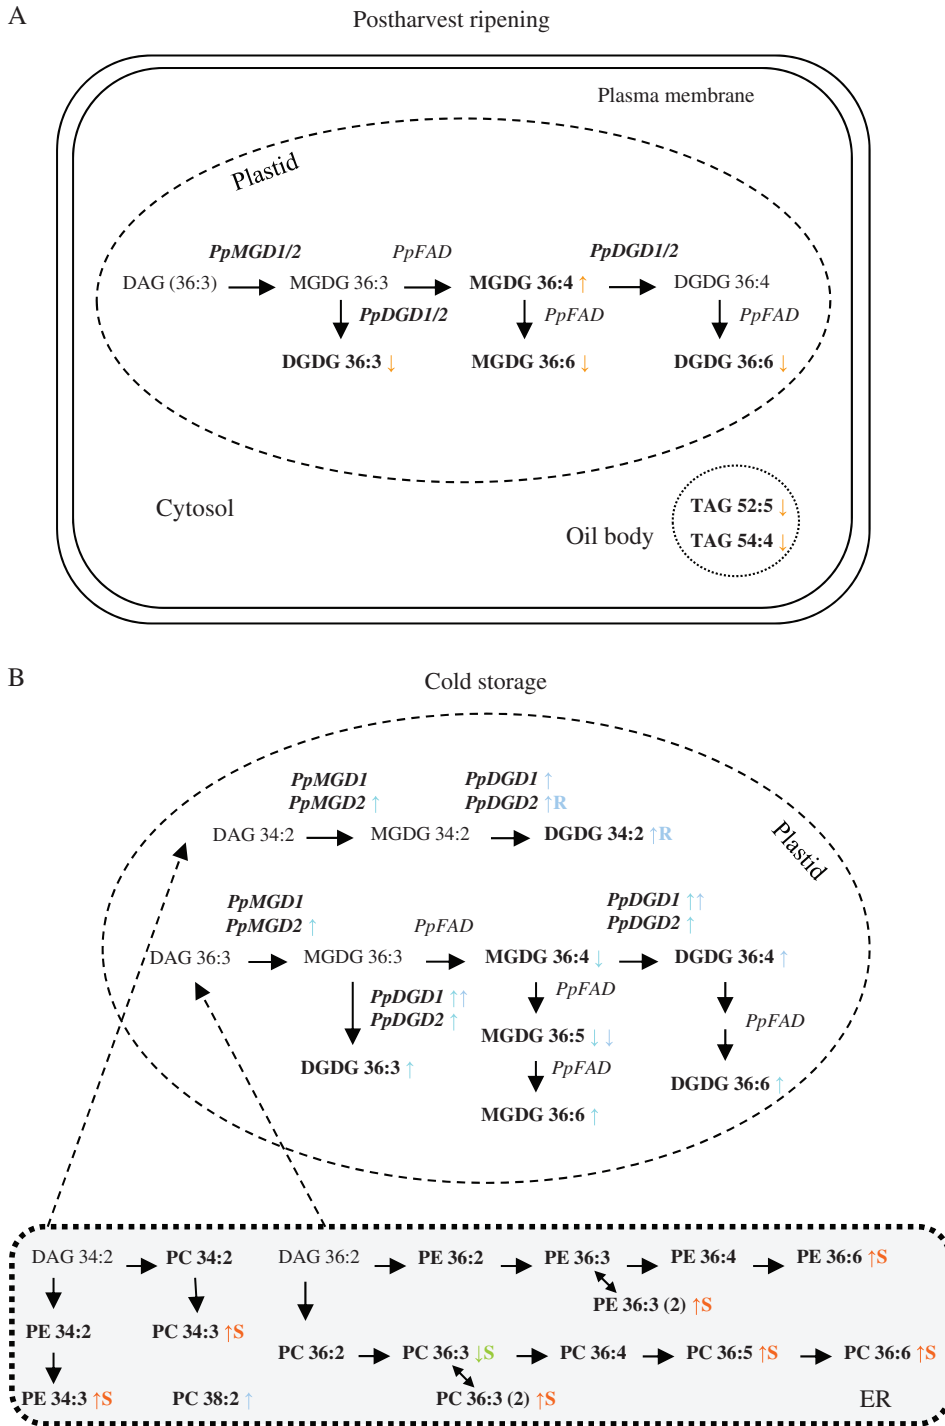 A
Postharvest ripening
Plasma membrane
Plastid
PpMGD1/2 PpFAD PpDGD1/2
DAG (36:3) MGDG 36:3 MGDG 36:4 ↑ DGDG 36:4
PpDGD1/2 PpFAD PpFAD
DGDG 36:3 ↓ MGDG 36:6 ↓ DGDG 36:6 ↓
Cytosol
Oil body
TAG 52:5 ↓
TAG 54:4 ↓
B
Cold storage
PpMGD1 PpDGD1 ↑
PpMGD2 ↑ PpDGD2 ↑R
DAG 34:2 MGDG 34:2 DGDG 34:2 ↑R
Plastid
PpMGD1 PpDGD1 ↑↑
PpMGD2 ↑ PpFAD PpDGD2 ↑
DAG 36:3 MGDG 36:3 MGDG 36:4 ↓ DGDG 36:4 ↑
PpDGD1 ↑↑ PpFAD
PpDGD2 ↑ PpFAD
MGDG 36:5 ↓↓
DGDG 36:3 ↑ PpFAD DGDG 36:6 ↑
MGDG 36:6 ↑
DAG 34:2 PC 34:2 DAG 36:2 PE 36:2 PE 36:3 PE 36:4 PE 36:6 ↑S
PE 36:3 (2) ↑S
PE 34:2 PC 34:3 ↑S
PC 36:2 PC 36:3 ↓S PC 36:4 PC 36:5 ↑S PC 36:6 ↑S
PE 34:3 ↑S PC 38:2 ↑ PC 36:3 (2) ↑S ER